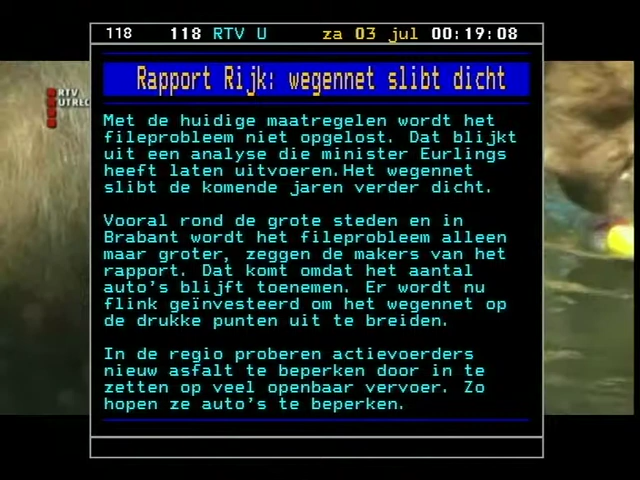 118 118 RTV U za 03 jul 00:19:08
Rapport Rijk: wegennet slibt dicht
RTV
UTREC
Met de huidige maatregelen wordt het
fileprobleem niet opgelost. Dat blijkt
uit een analyse die minister Eurlings
heeft laten uitvoeren.Het wegennet
slibt de komende jaren verder dicht.
Vooral rond de grote steden en in
Brabant wordt het fileprobleem alleen
maar groter, zeggen de makers van het
rapport. Dat komt omdat het aantal
auto's blijft toenemen. Er wordt nu
flink geïnvesteerd om het wegennet op
de drukke punten uit te breiden.
In de regio proberen actievoerders
nieuw asfalt te beperken door in te
zetten op veel openbaar vervoer. Zo
hopen ze auto's te beperken.